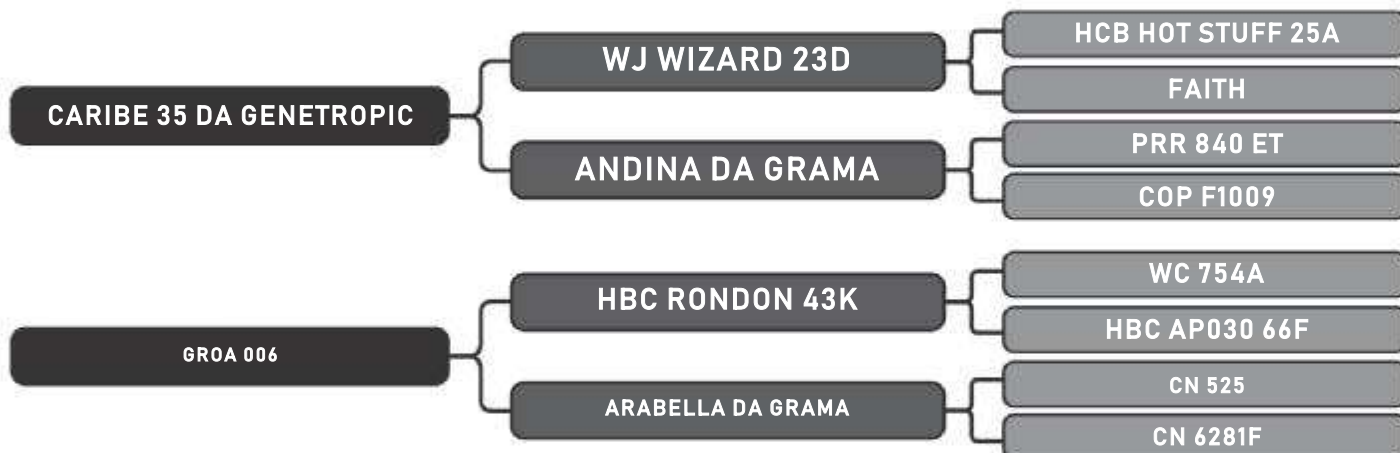 CARIBE 35 DA GENETROPIC
WJ WIZARD 23D
HCB HOT STUFF 25A
FAITH
ANDINA DA GRAMA
PRR 840 ET
COP F1009
GROA 006
HBC RONDON 43K
WC 754A
HBC AP030 66F
ARABELLA DA GRAMA
CN 525
CN 6281F